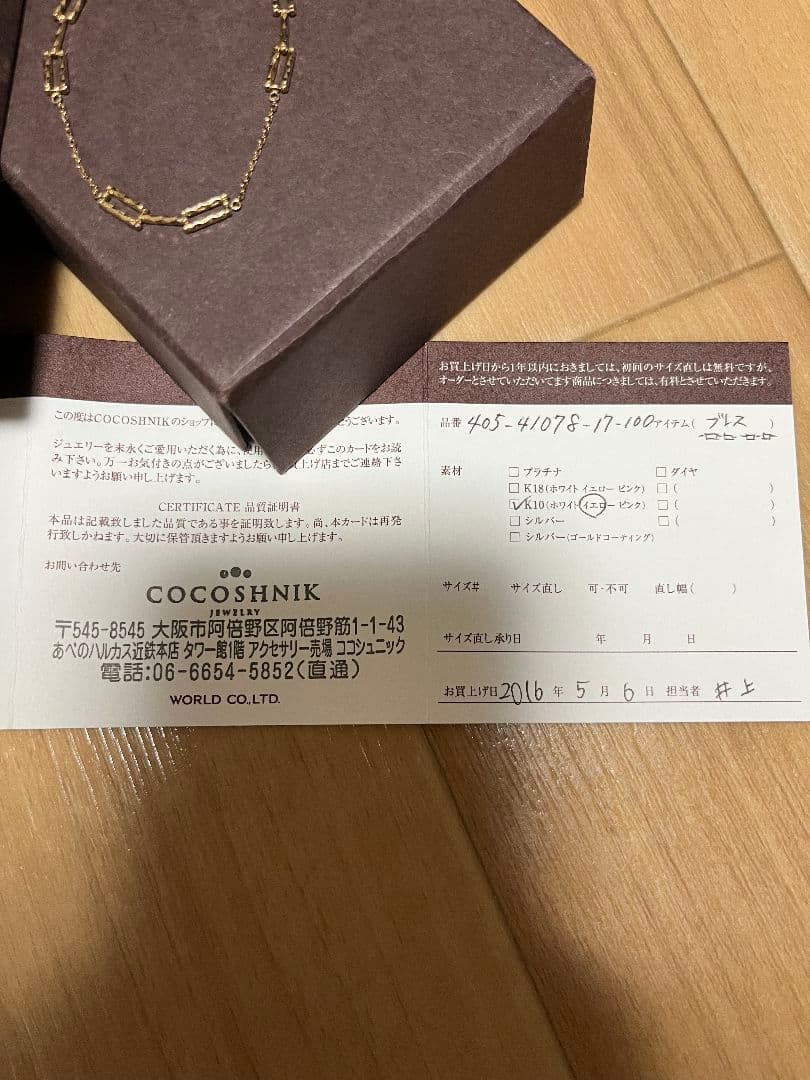 この度はCOCOSHNIKのショップに
うございます。
ジュエリーを末永くご愛用いただく為に、使用
ずこのカードをお読
み下さい。万一お気付きの点がございましたら
買上げ店までご連絡下さ
いますようお願い申し上げます。
CERTIFICATE 品質証明書
本品は記載致しました品質である事を証明致します。尚、本カードは再発
行致しかねます。大切に保管頂きますようお願い申し上げます。
お問い合わせ先
COCOSHNIK
JEWELRY
〒545-8545 大阪市阿倍野区阿倍野筋1-1-43
あべのハルカス近鉄本店 タワー館1階 アクセサリー売場 ココシュニック
電話:06-6654-5852(直通)
WORLD CO.,LTD.
お買上げ日から1年以内におきましては、初回のサイズ直しは無料ですが、
オーダーとさせていただいてます商品につきましては、有料とさせていただきます。
品番 405-41078-17-100 アイテム( ブレス )
素材 □ プラチナ □ ダイヤ
□ K18(ホワイト イエロー ピンク) □ ( )
☑ K10(ホワイト イエロー ピンク) □ ( )
□ シルバー □ ( )
□ シルバー(ゴールドコーティング)
サイズ# サイズ直し 可・不可 直し幅( )
サイズ直し承り日 年 月 日
お買上げ日 2016 年 5 月 6 日 担当者 井上